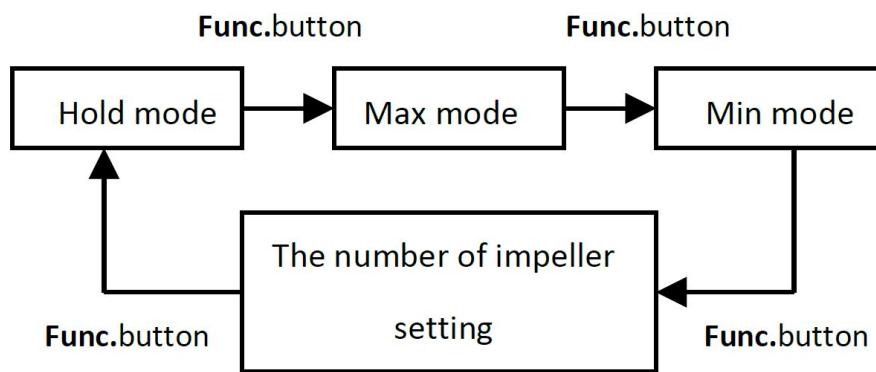 Func.button Func.button
Hold mode Max mode Min mode
The number of impeller
setting
Func.button Func.button